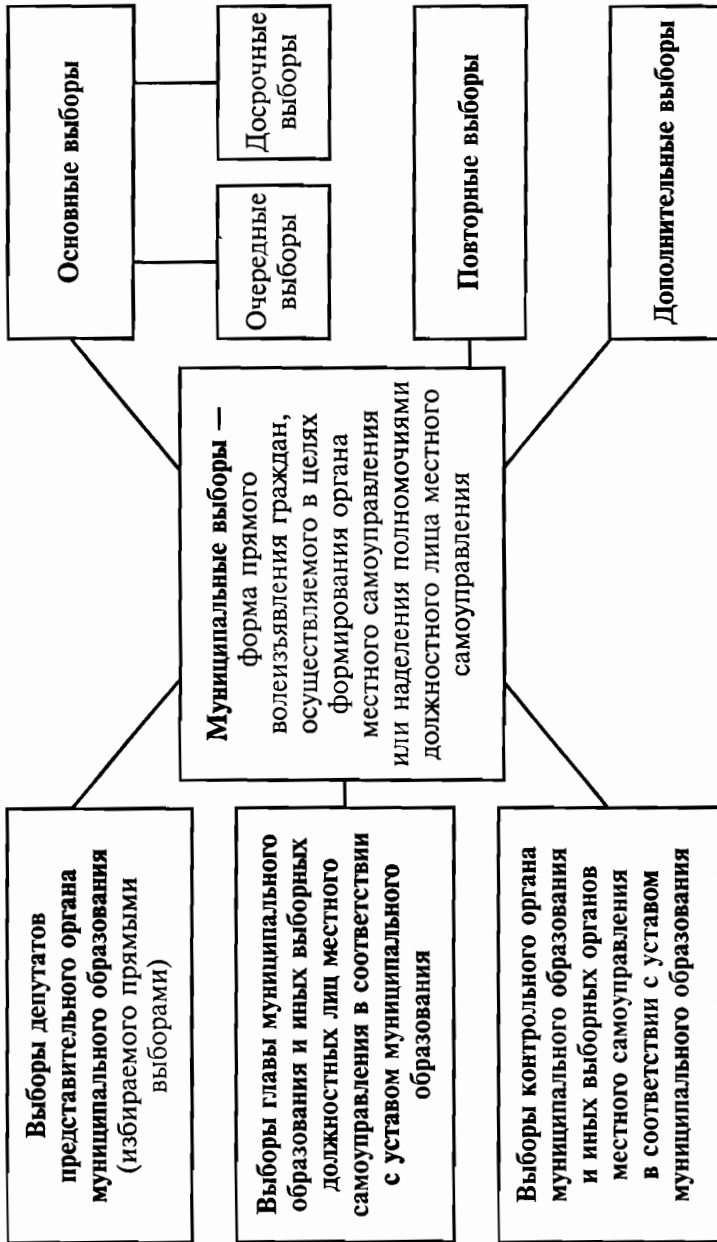 Выборы депутатов
представительного органа
муниципального образования
(избираемого прямыми
выборами)
Выборы главы муниципального
образования и иных выборных
должностных лиц местного
самоуправления в соответствии
с уставом муниципального
образования
Выборы контрольного органа
муниципального образования
и иных выборных органов
местного самоуправления
в соответствии с уставом
муниципального образования
Муниципальные выборы —
форма прямого
волеизъявления граждан,
осуществляемого в целях
формирования органа
местного самоуправления
или наделения полномочиями
должностного лица местного
самоуправления
Основные выборы
Очередные
выборы
Досрочные
выборы
Повторные выборы
Дополнительные выборы